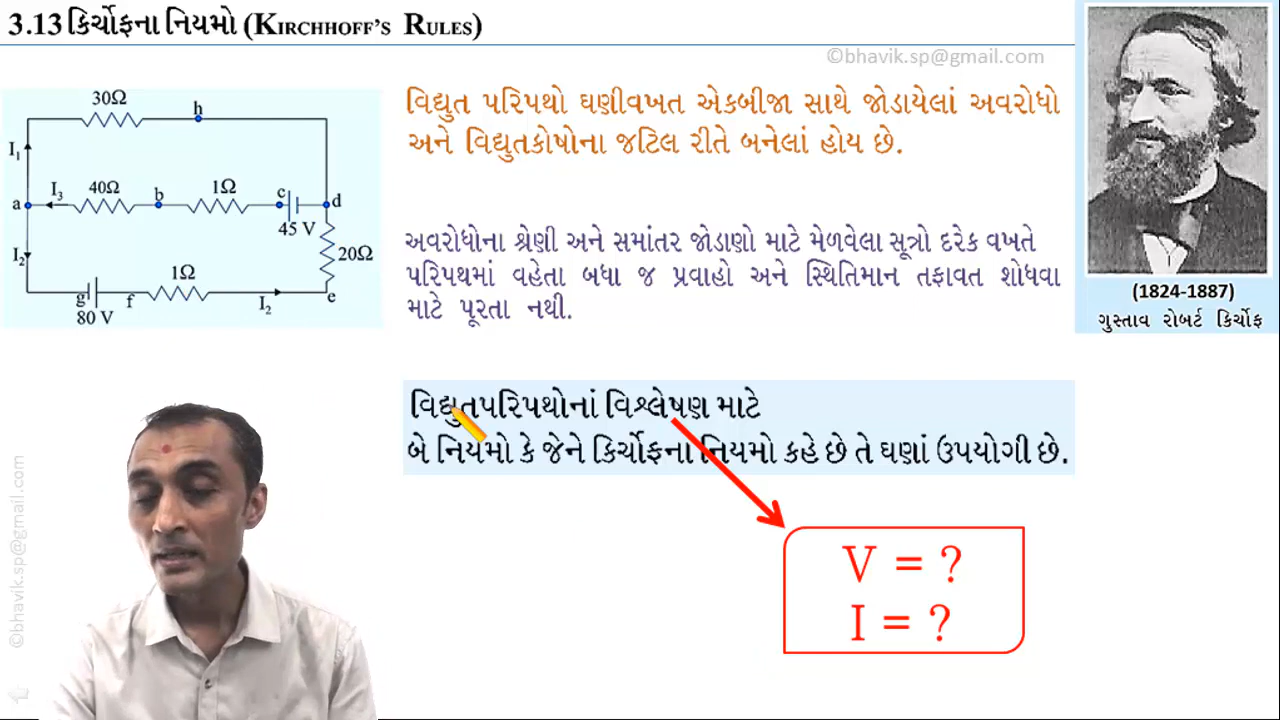 3.13 કિર્ચોફના નિયમો (KIRCHHOFF'S RULES)
©bhavik.sp@gmail.com
30Ω
h
I₁
a
I₃
40Ω
b
1Ω
c
d
45 V
I₂
20Ω
1Ω
g
f
I₂
e
80 V
વિદ્યુત પરિપથો ઘણીવખત એકબીજા સાથે જોડાયેલાં અવરોધો
અને વિદ્યુતકોષોના જટિલ રીતે બનેલાં હોય છે.
અવરોધોના શ્રેણી અને સમાંતર જોડાણો માટે મેળવેલા સૂત્રો દરેક વખતે
પરિપથમાં વહેતા બધા જ પ્રવાહો અને સ્થિતિમાન તફાવત શોધવા
માટે પૂરતા નથી.
(1824-1887)
ગુસ્તાવ રોબર્ટ કિર્ચોફ
વિદ્યુતપરિપથોનાં વિશ્લેષણ માટે
બે નિયમો કે જેને કિર્ચોફના નિયમો કહે છે તે ઘણાં ઉપયોગી છે.
V = ?
I = ?
©bhavik.sp@gmail.com